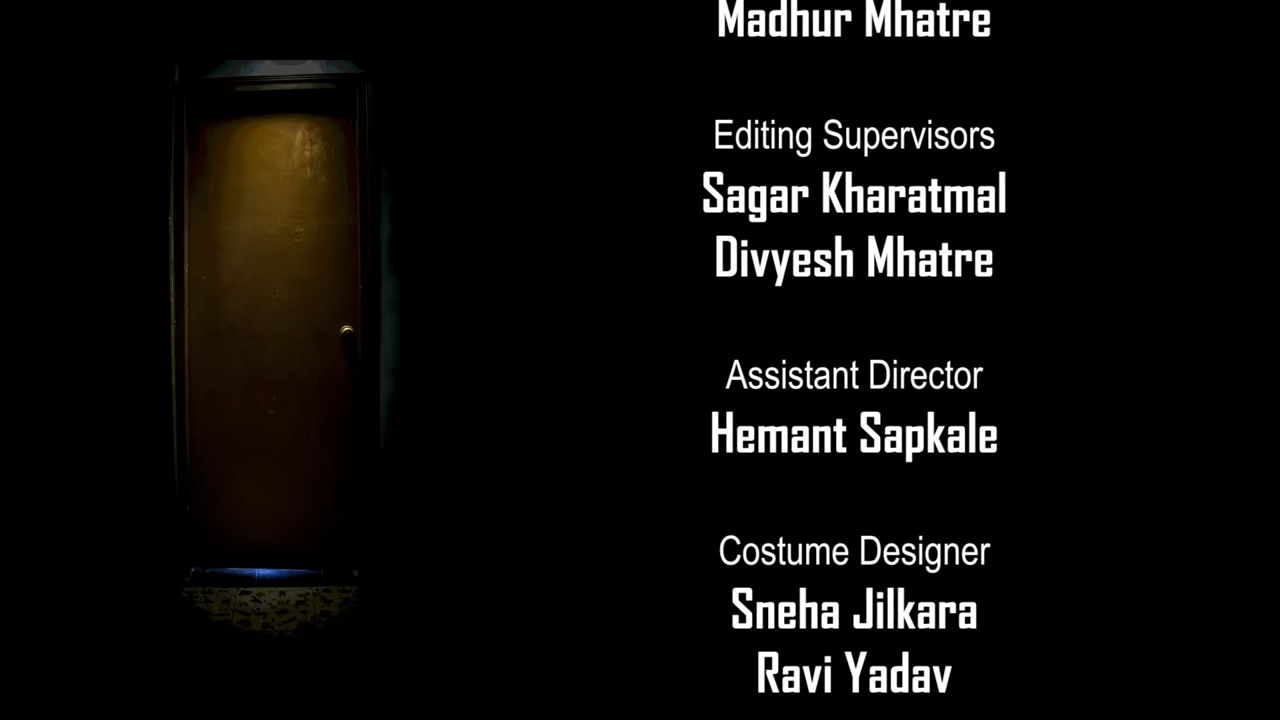 Madhur Mhatre
Editing Supervisors
Sagar Kharatmal
Divyesh Mhatre
Assistant Director
Hemant Sapkale
Costume Designer
Sneha Jilkara
Ravi Yadav